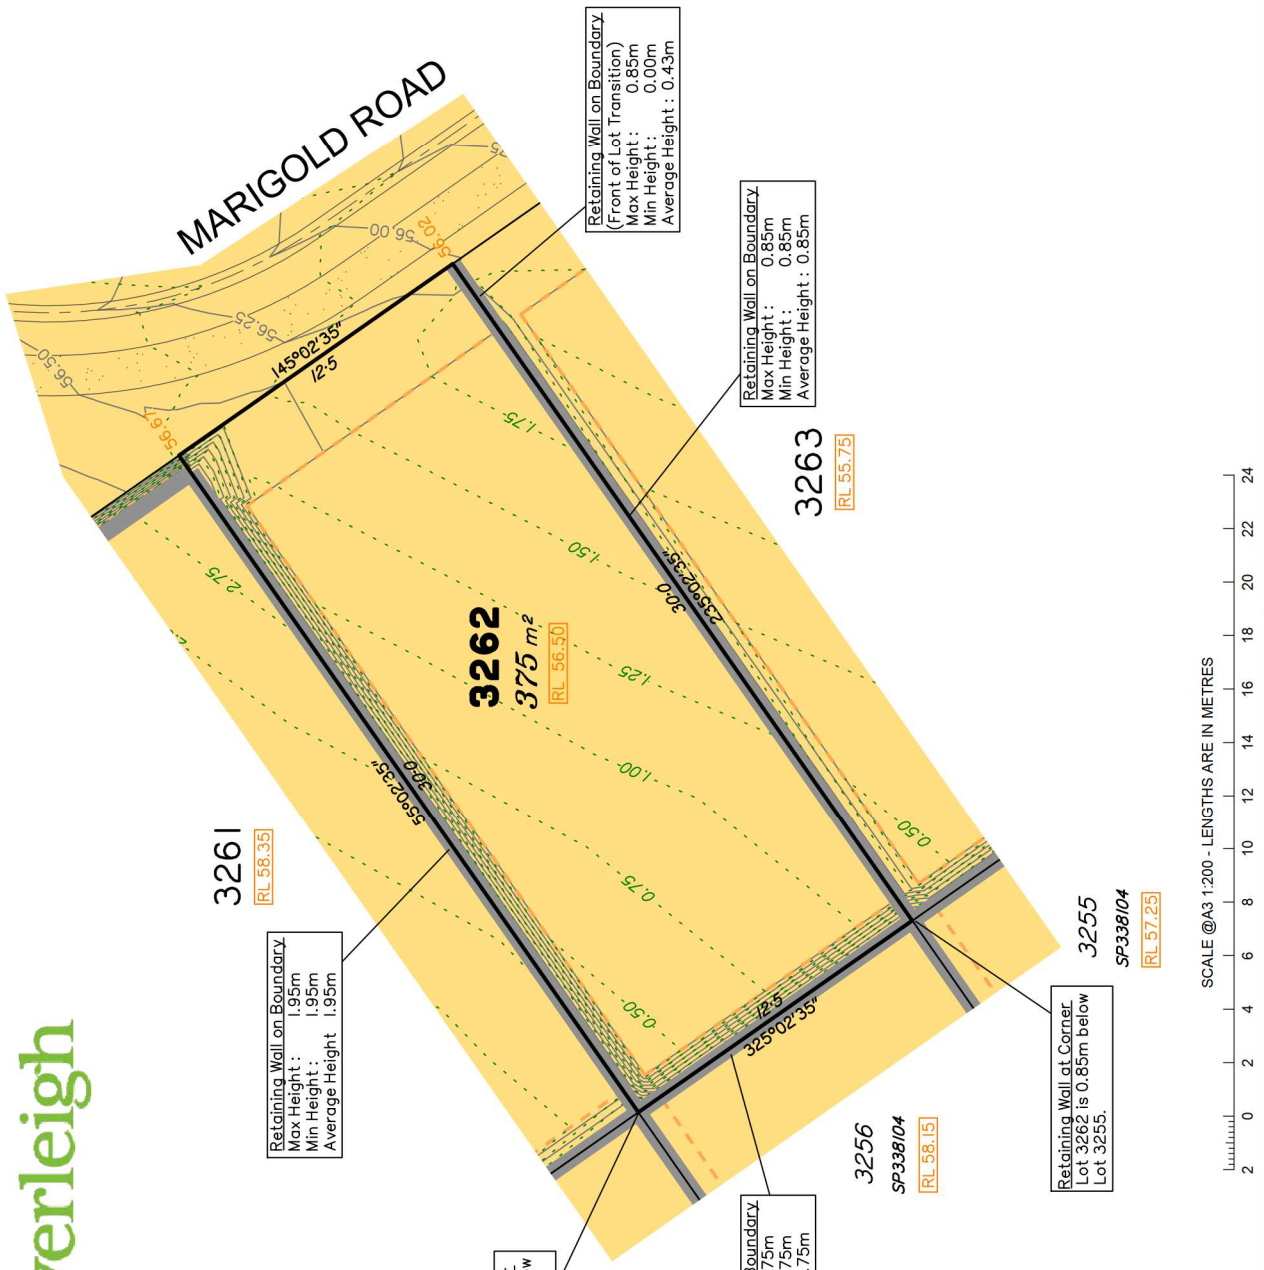 verleigh
MARIGOLD ROAD
Retaining Wall on Boundary
(Front of Lot Transition)
Max Height : 0.85m
Min Height : 0.00m
Average Height : 0.43m
Retaining Wall on Boundary
Max Height : 0.85m
Min Height : 0.85m
Average Height : 0.85m
56.50
56.25
56.00
75
56.67
56.02
145°02'35"
12·5
3263
RL 55.75
1.75
1.50
1.25
1.00
0.75
0.50
0.50
2.75
3262
375 m²
RL 56.50
30·0
235°02'35"
55°02'35"
30·0
3261
RL 58.35
Retaining Wall on Boundary
Max Height : 1.95m
Min Height : 1.95m
Average Height 1.95m
12·5
325°02'35"
3255
SP338104
RL 57.25
3256
SP338104
RL 58.15
Retaining Wall at Corner
Lot 3262 is 0.85m below
Lot 3255.
Boundary
75m
75m
.75m
SCALE @A3 1:200 - LENGTHS ARE IN METRES
2 0 2 4 6 8 10 12 14 16 18 20 22 24